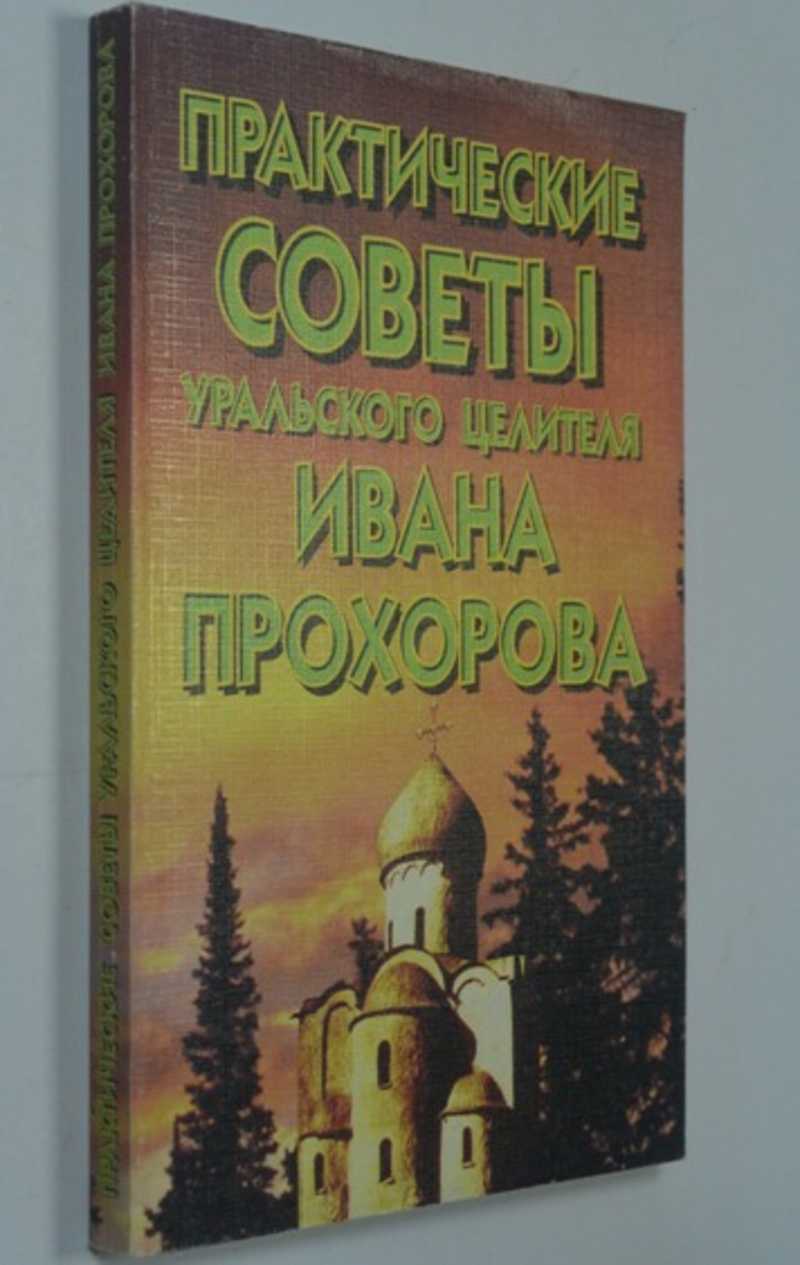 ПРАКТИЧЕСКИЕ
СОВЕТЫ
УРАЛЬСКОГО ЦЕЛИТЕЛЯ
ИВАНА
ПРОХОРОВА
ПРАКТИЧЕСКИЕ СОВЕТЫ УРАЛЬСКОГО ЦЕЛИТЕЛЯ ИВАНА ПРОХОРОВА